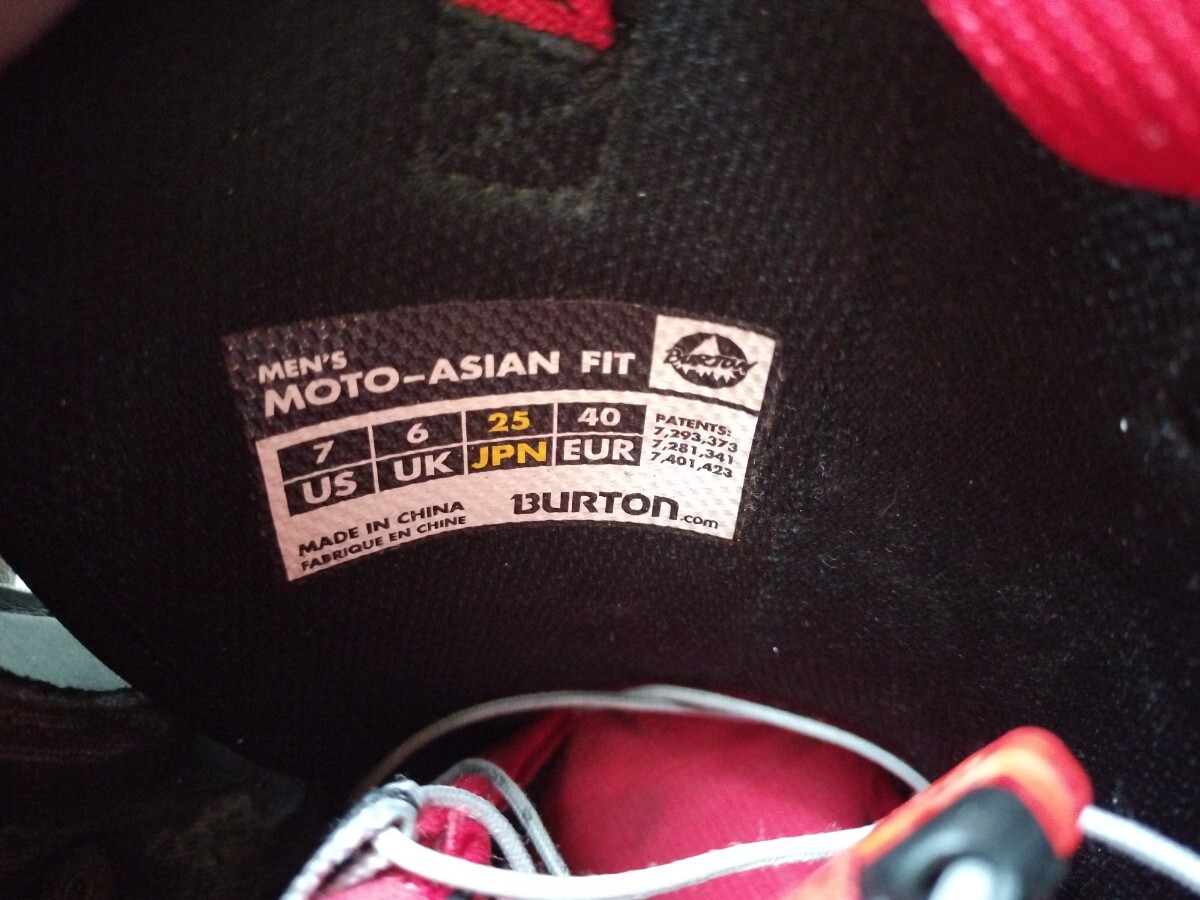 MEN'S
MOTO-ASIAN FIT
BURTON
7 6 25 40
US UK JPN EUR
PATENTS:
7,293,373
7,281,341
7,401,423
MADE IN CHINA
FABRIQUE EN CHINE
BURTON.com